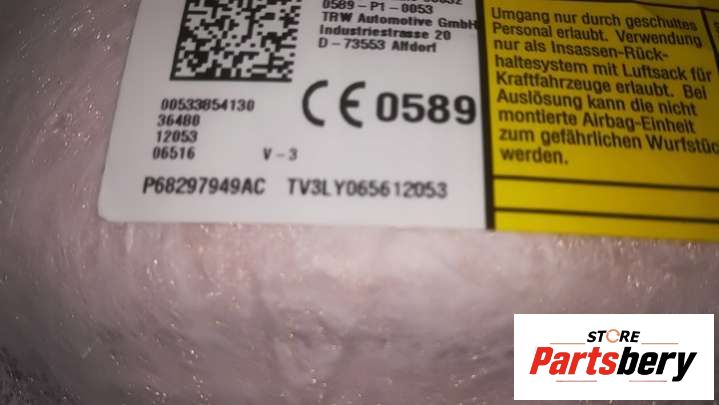 0589 - P1 - 0053
TRW Automotive GmbH
Industriestrasse 20
D - 73553 Alfdorf
00533854130
36480
12053
06516 V - 3
CE 0589
P68297949AC TV3LY065612053
Umgang nur durch geschultes
Personal erlaubt. Verwendung
nur als Insassen-Rück-
haltesystem mit Luftsack für
Kraftfahrzeuge erlaubt. Bei
Auslösung kann die nicht
montierte Airbag-Einheit
zum gefährlichen Wurfstüc
werden.
STORE
Partsbery